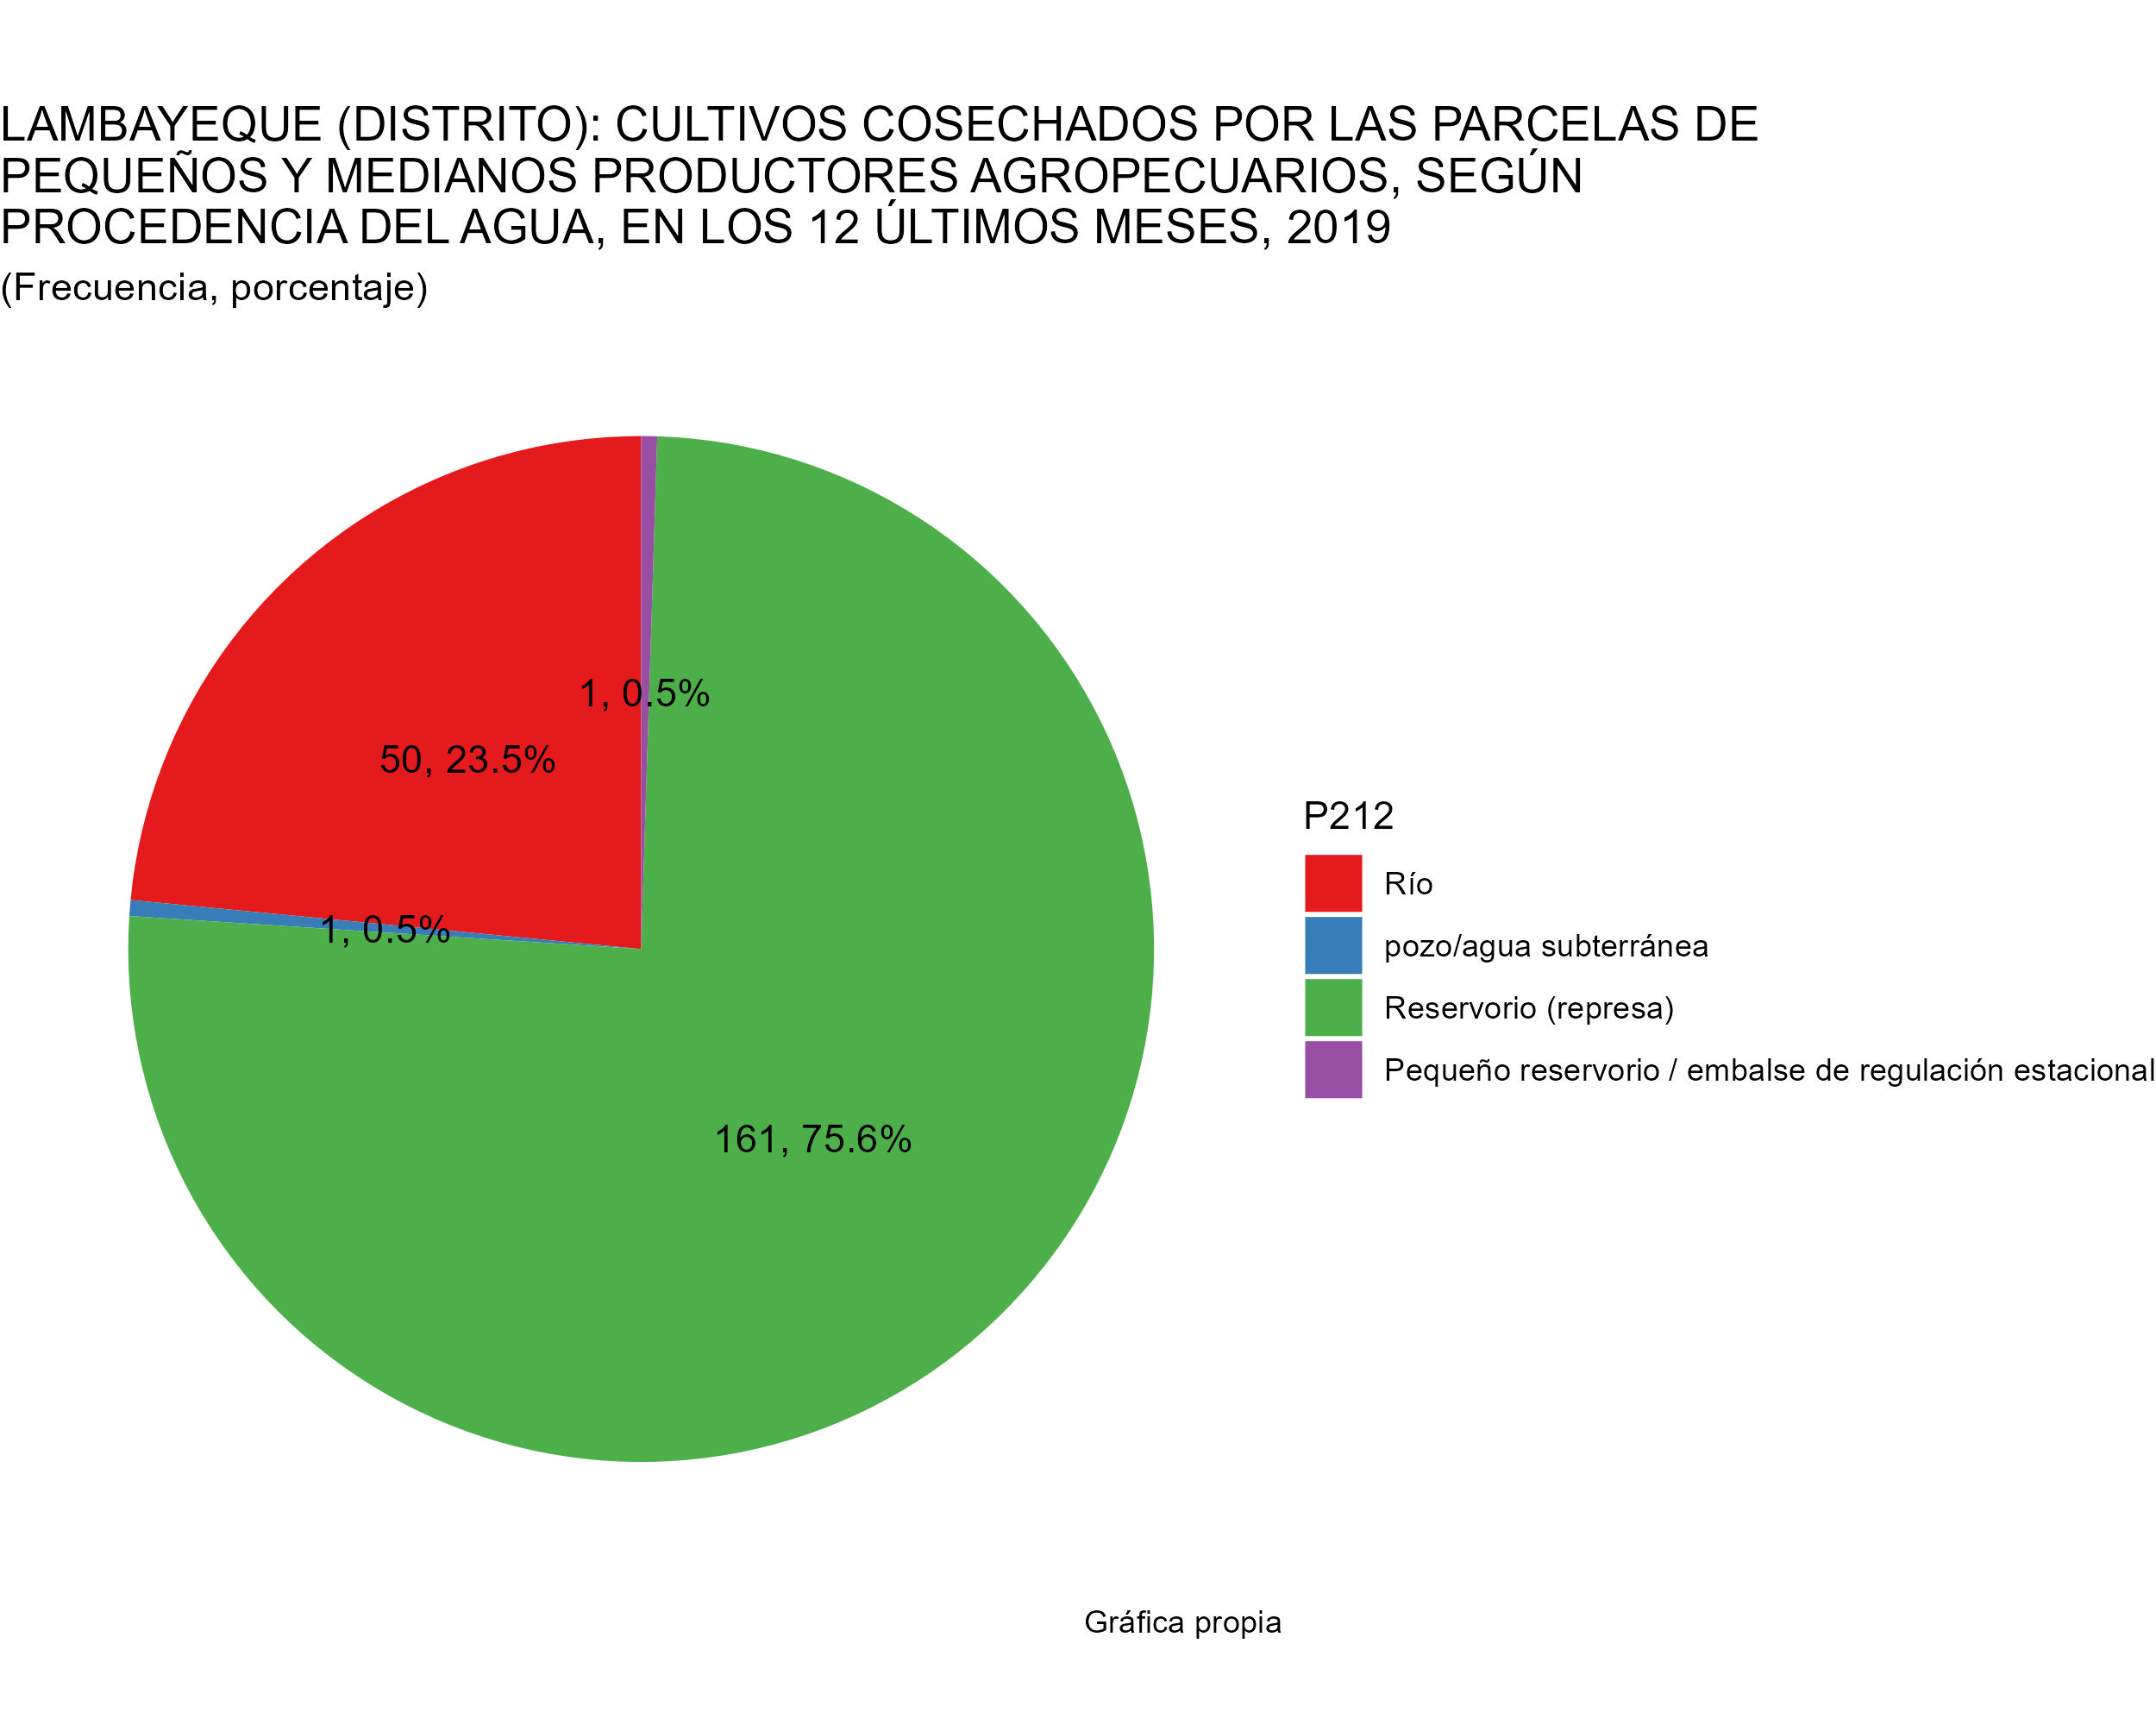 LAMBAYEQUE (DISTRITO): CULTIVOS COSECHADOS POR LAS PARCELAS DE
PEQUEÑOS Y MEDIANOS PRODUCTORES AGROPECUARIOS, SEGÚN
PROCEDENCIA DEL AGUA, EN LOS 12 ÚLTIMOS MESES, 2019
(Frecuencia, porcentaje)
1, 0.5%
50, 23.5%
1, 0.5%
161, 75.6%
P212
Río
pozo/agua subterránea
Reservorio (represa)
Pequeño reservorio / embalse de regulación estacional
Gráfica propia